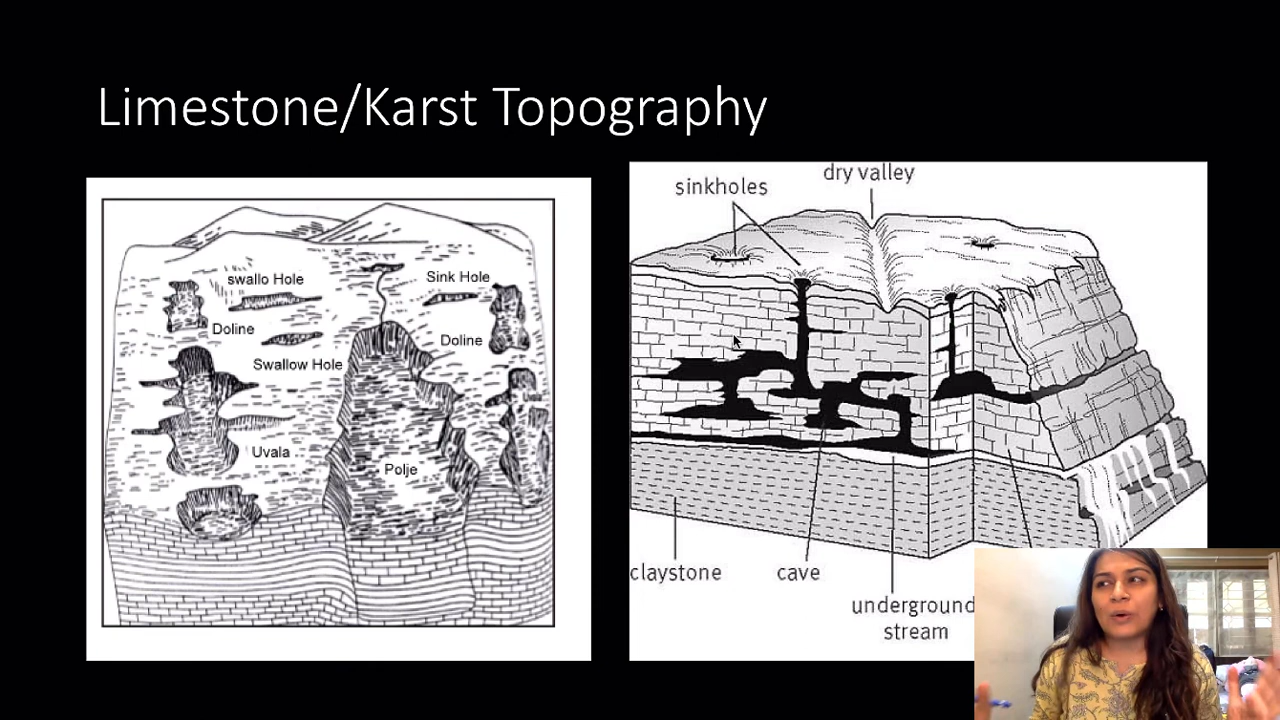 Limestone/Karst Topography
swallo Hole
Sink Hole
Doline
Doline
Swallow Hole
Uvala
Polje
sinkholes
dry valley
claystone
cave
underground
stream